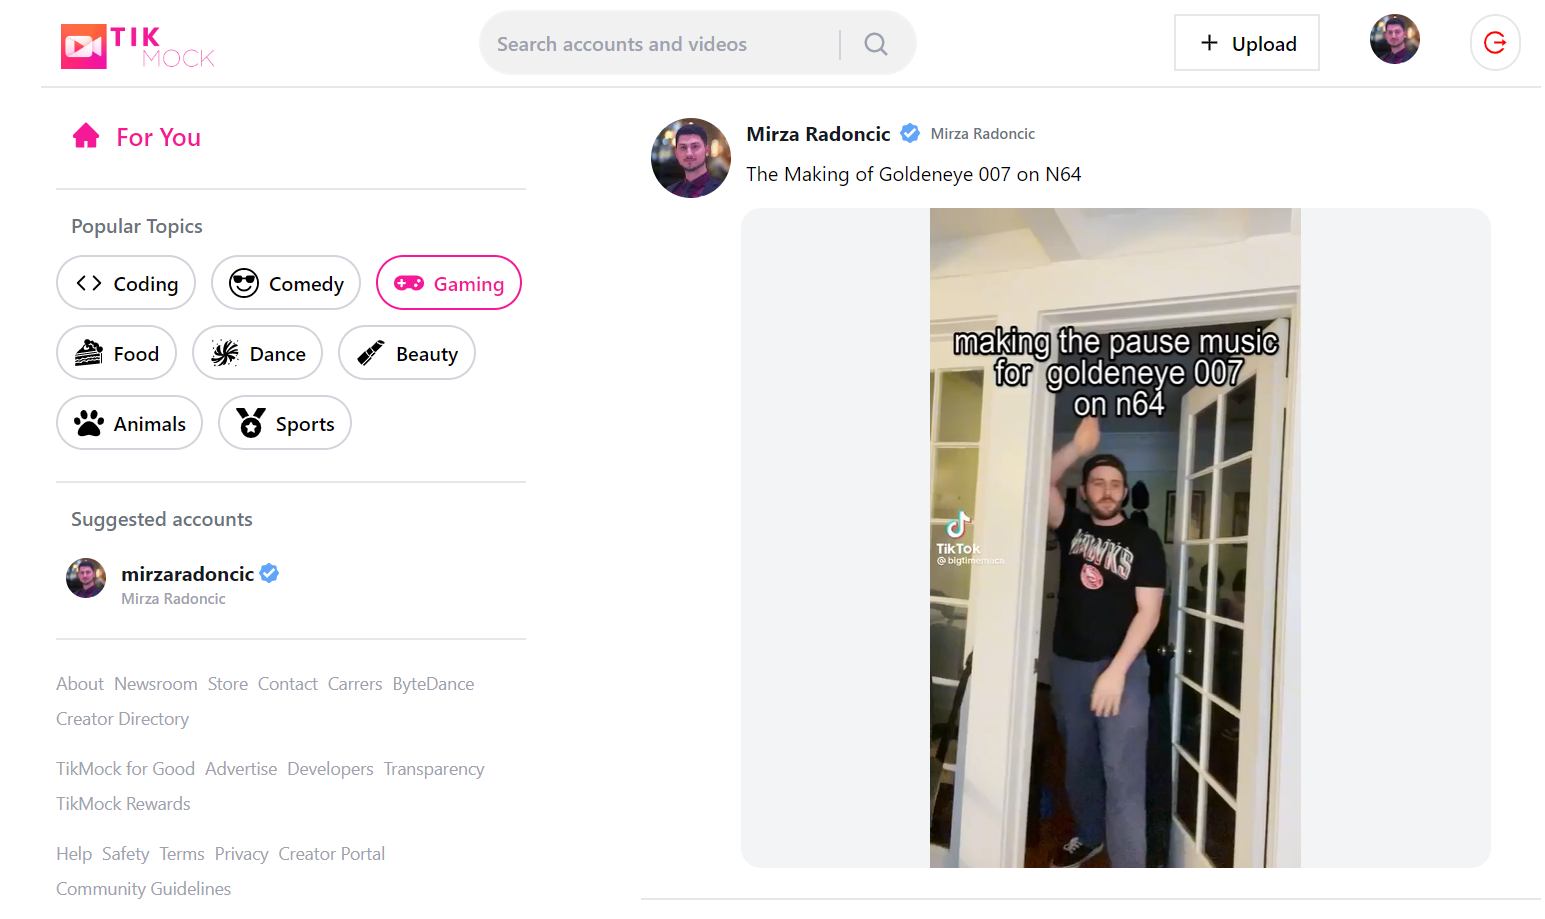 TIK
MOCK
Search accounts and videos
Upload
For You
Popular Topics
Coding
Comedy
Gaming
Food
Dance
Beauty
Animals
Sports
Suggested accounts
mirzaradoncic
Mirza Radoncic
About Newsroom Store Contact Carrers ByteDance
Creator Directory
TikMock for Good Advertise Developers Transparency
TikMock Rewards
Help Safety Terms Privacy Creator Portal
Community Guidelines
Mirza Radoncic Mirza Radoncic
The Making of Goldeneye 007 on N64
making the pause music
for goldeneye 007
on n64
TikTok
HAWKS